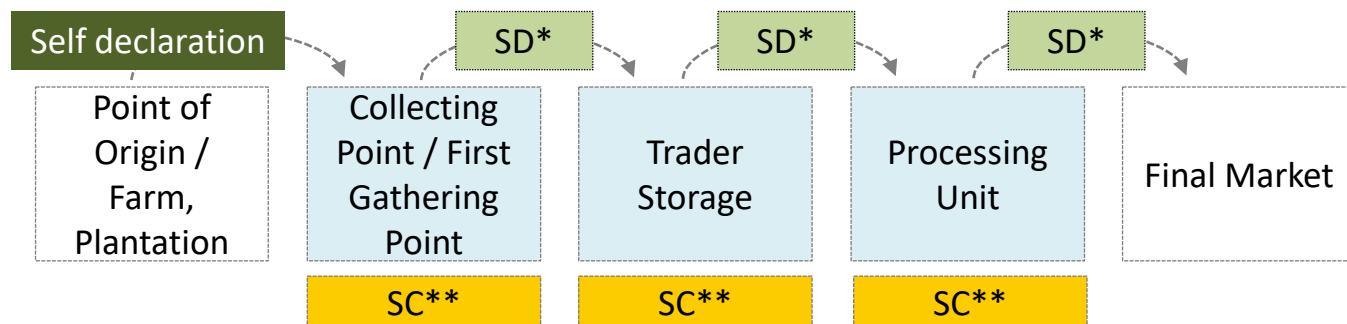 Self declaration
SD*
SD*
SD*
Point of
Origin /
Farm,
Plantation
Collecting
Point / First
Gathering
Point
Trader
Storage
Processing
Unit
Final Market
SC**
SC**
SC**